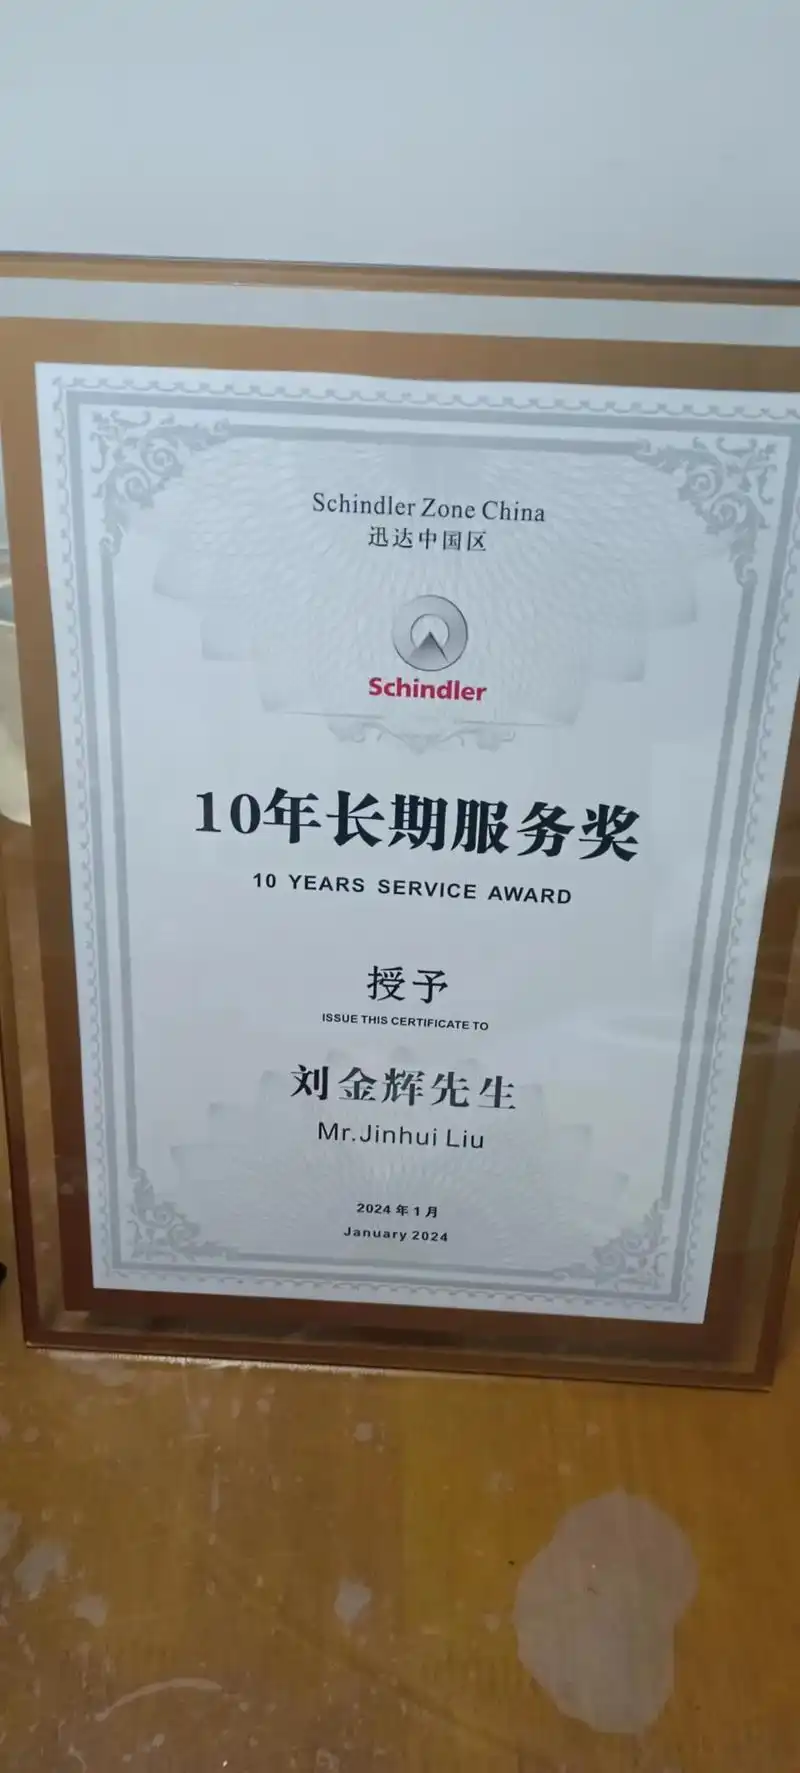 Schindler Zone China
迅达中国区
Schindler
10年长期服务奖
10 YEARS SERVICE AWARD
授予
ISSUE THIS CERTIFICATE TO
刘金辉先生
Mr.Jinhui Liu
2024年1月
January 2024